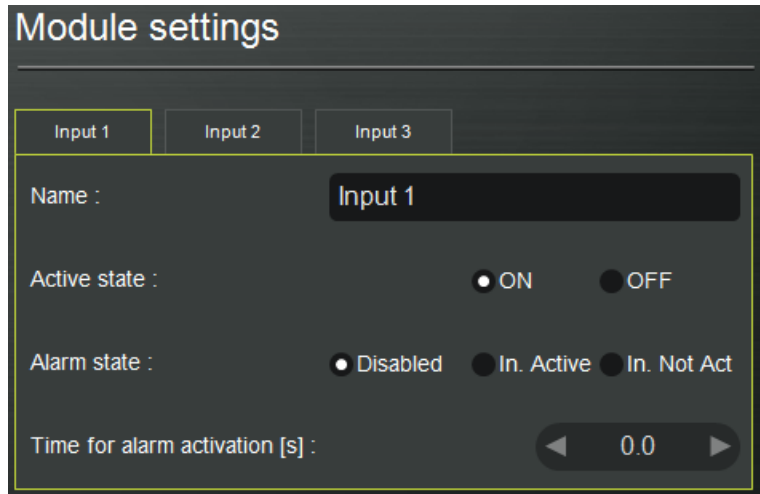 Module settings
Input 1 Input 2 Input 3
Name : Input 1
Active state : ON OFF
Alarm state : Disabled In. Active In. Not Act
Time for alarm activation [s] : 0.0